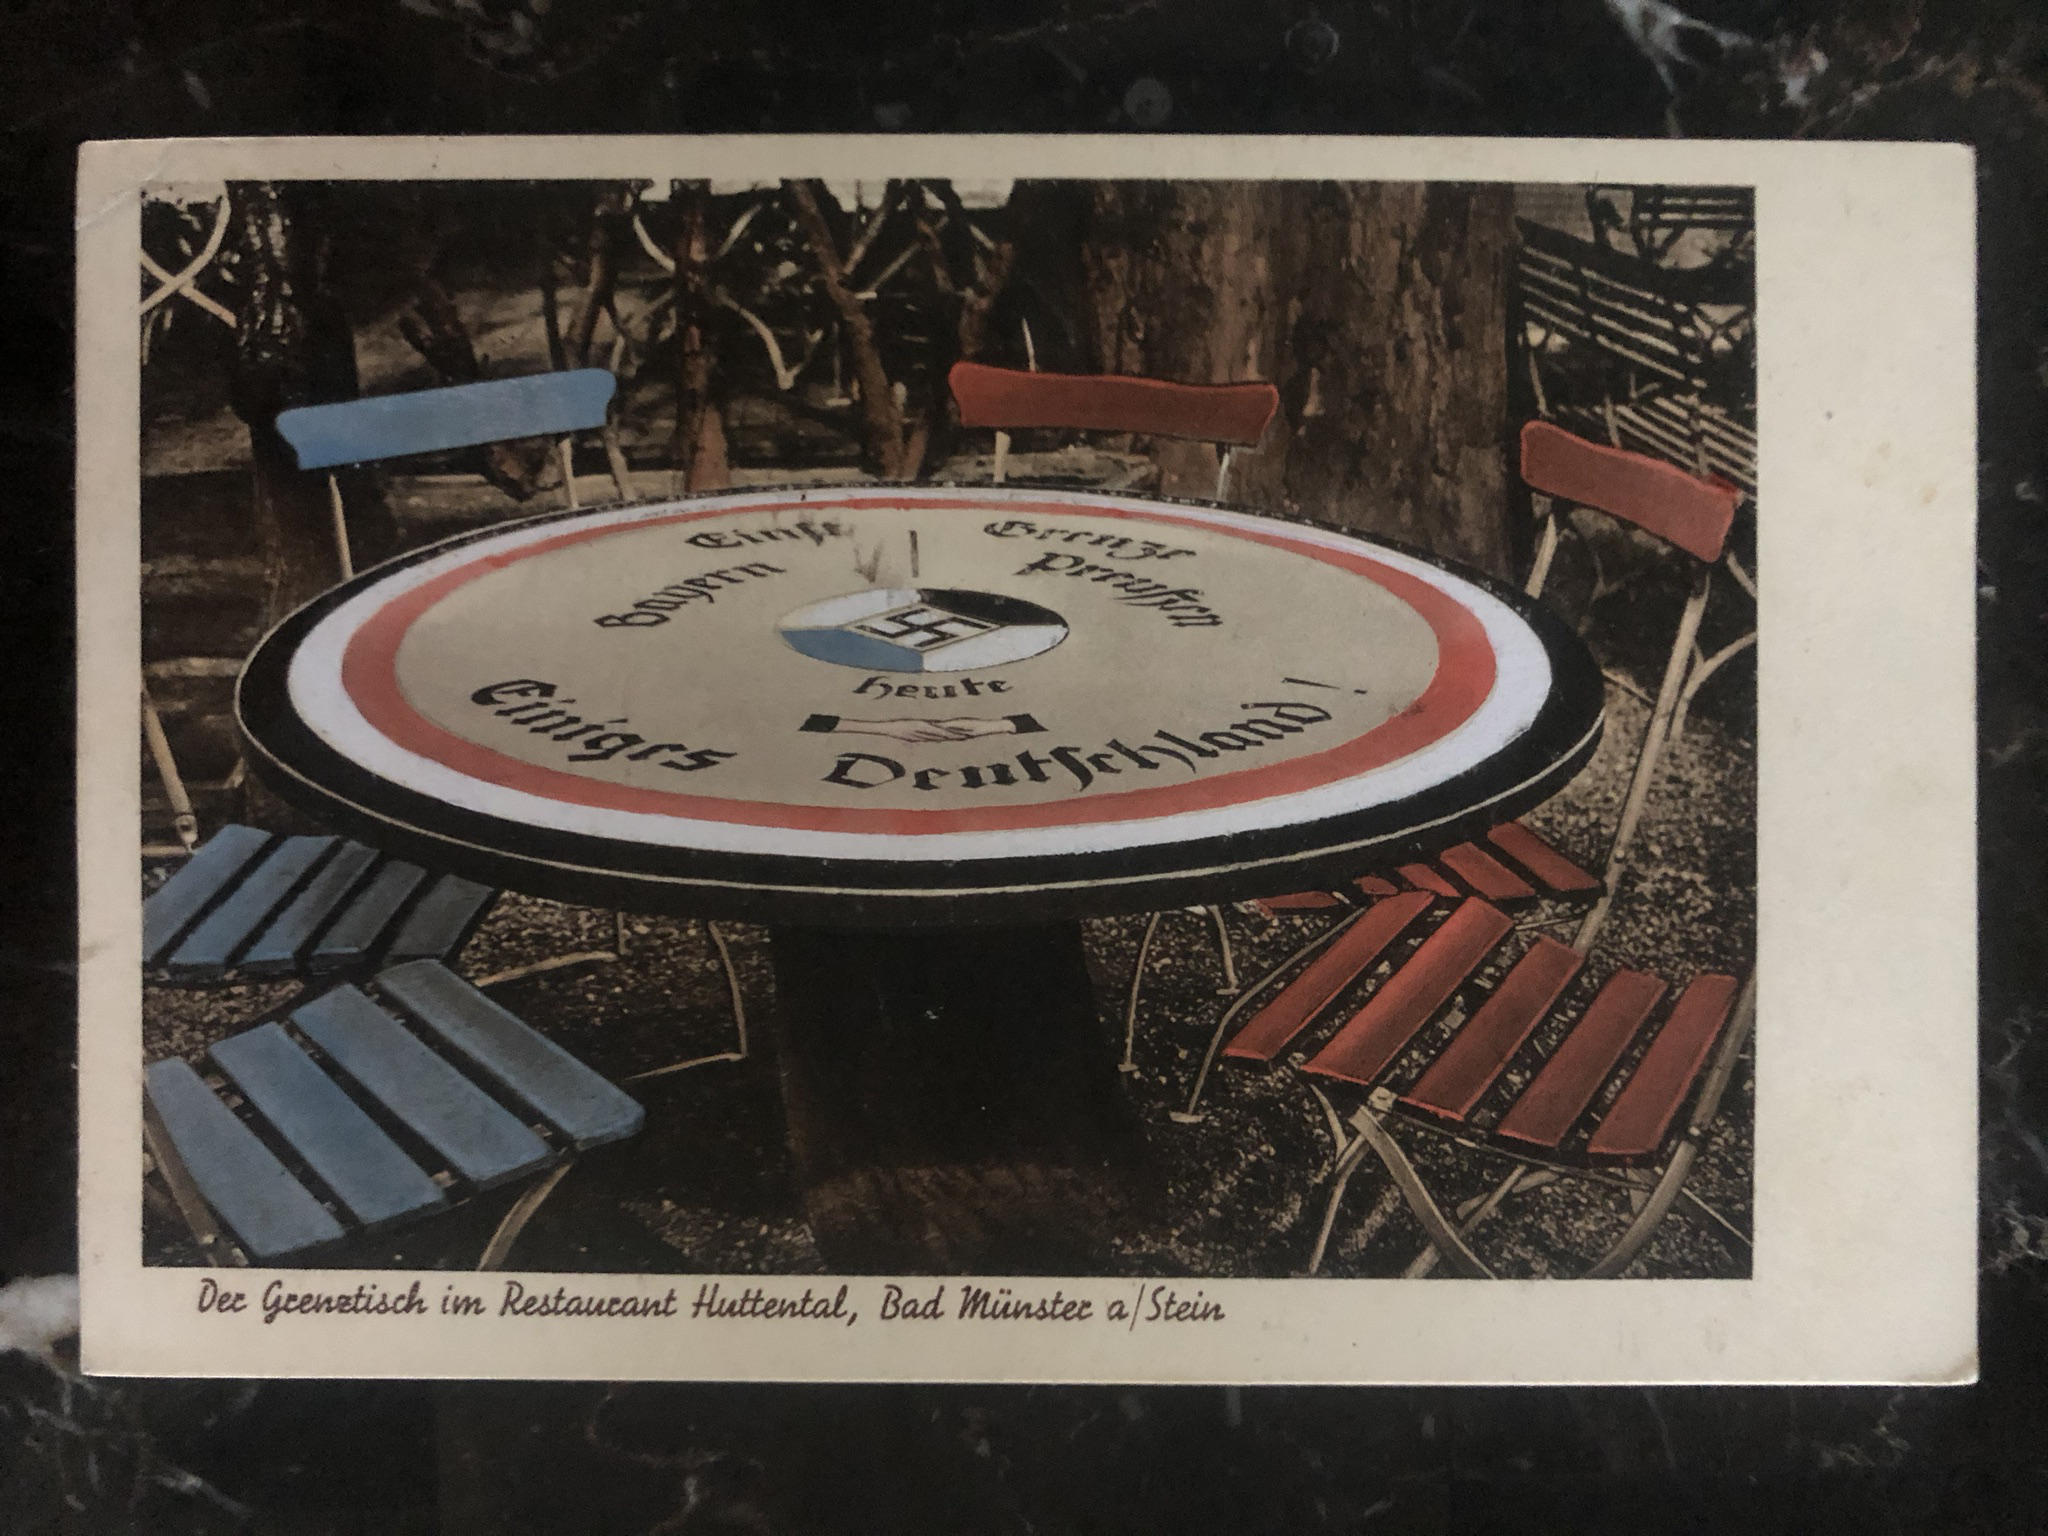 Einst | Grenze
Bayern Preussen
heute
Einiges Deutschland!
Der Grenztisch im Restaurant Huttental, Bad Münster a/Stein